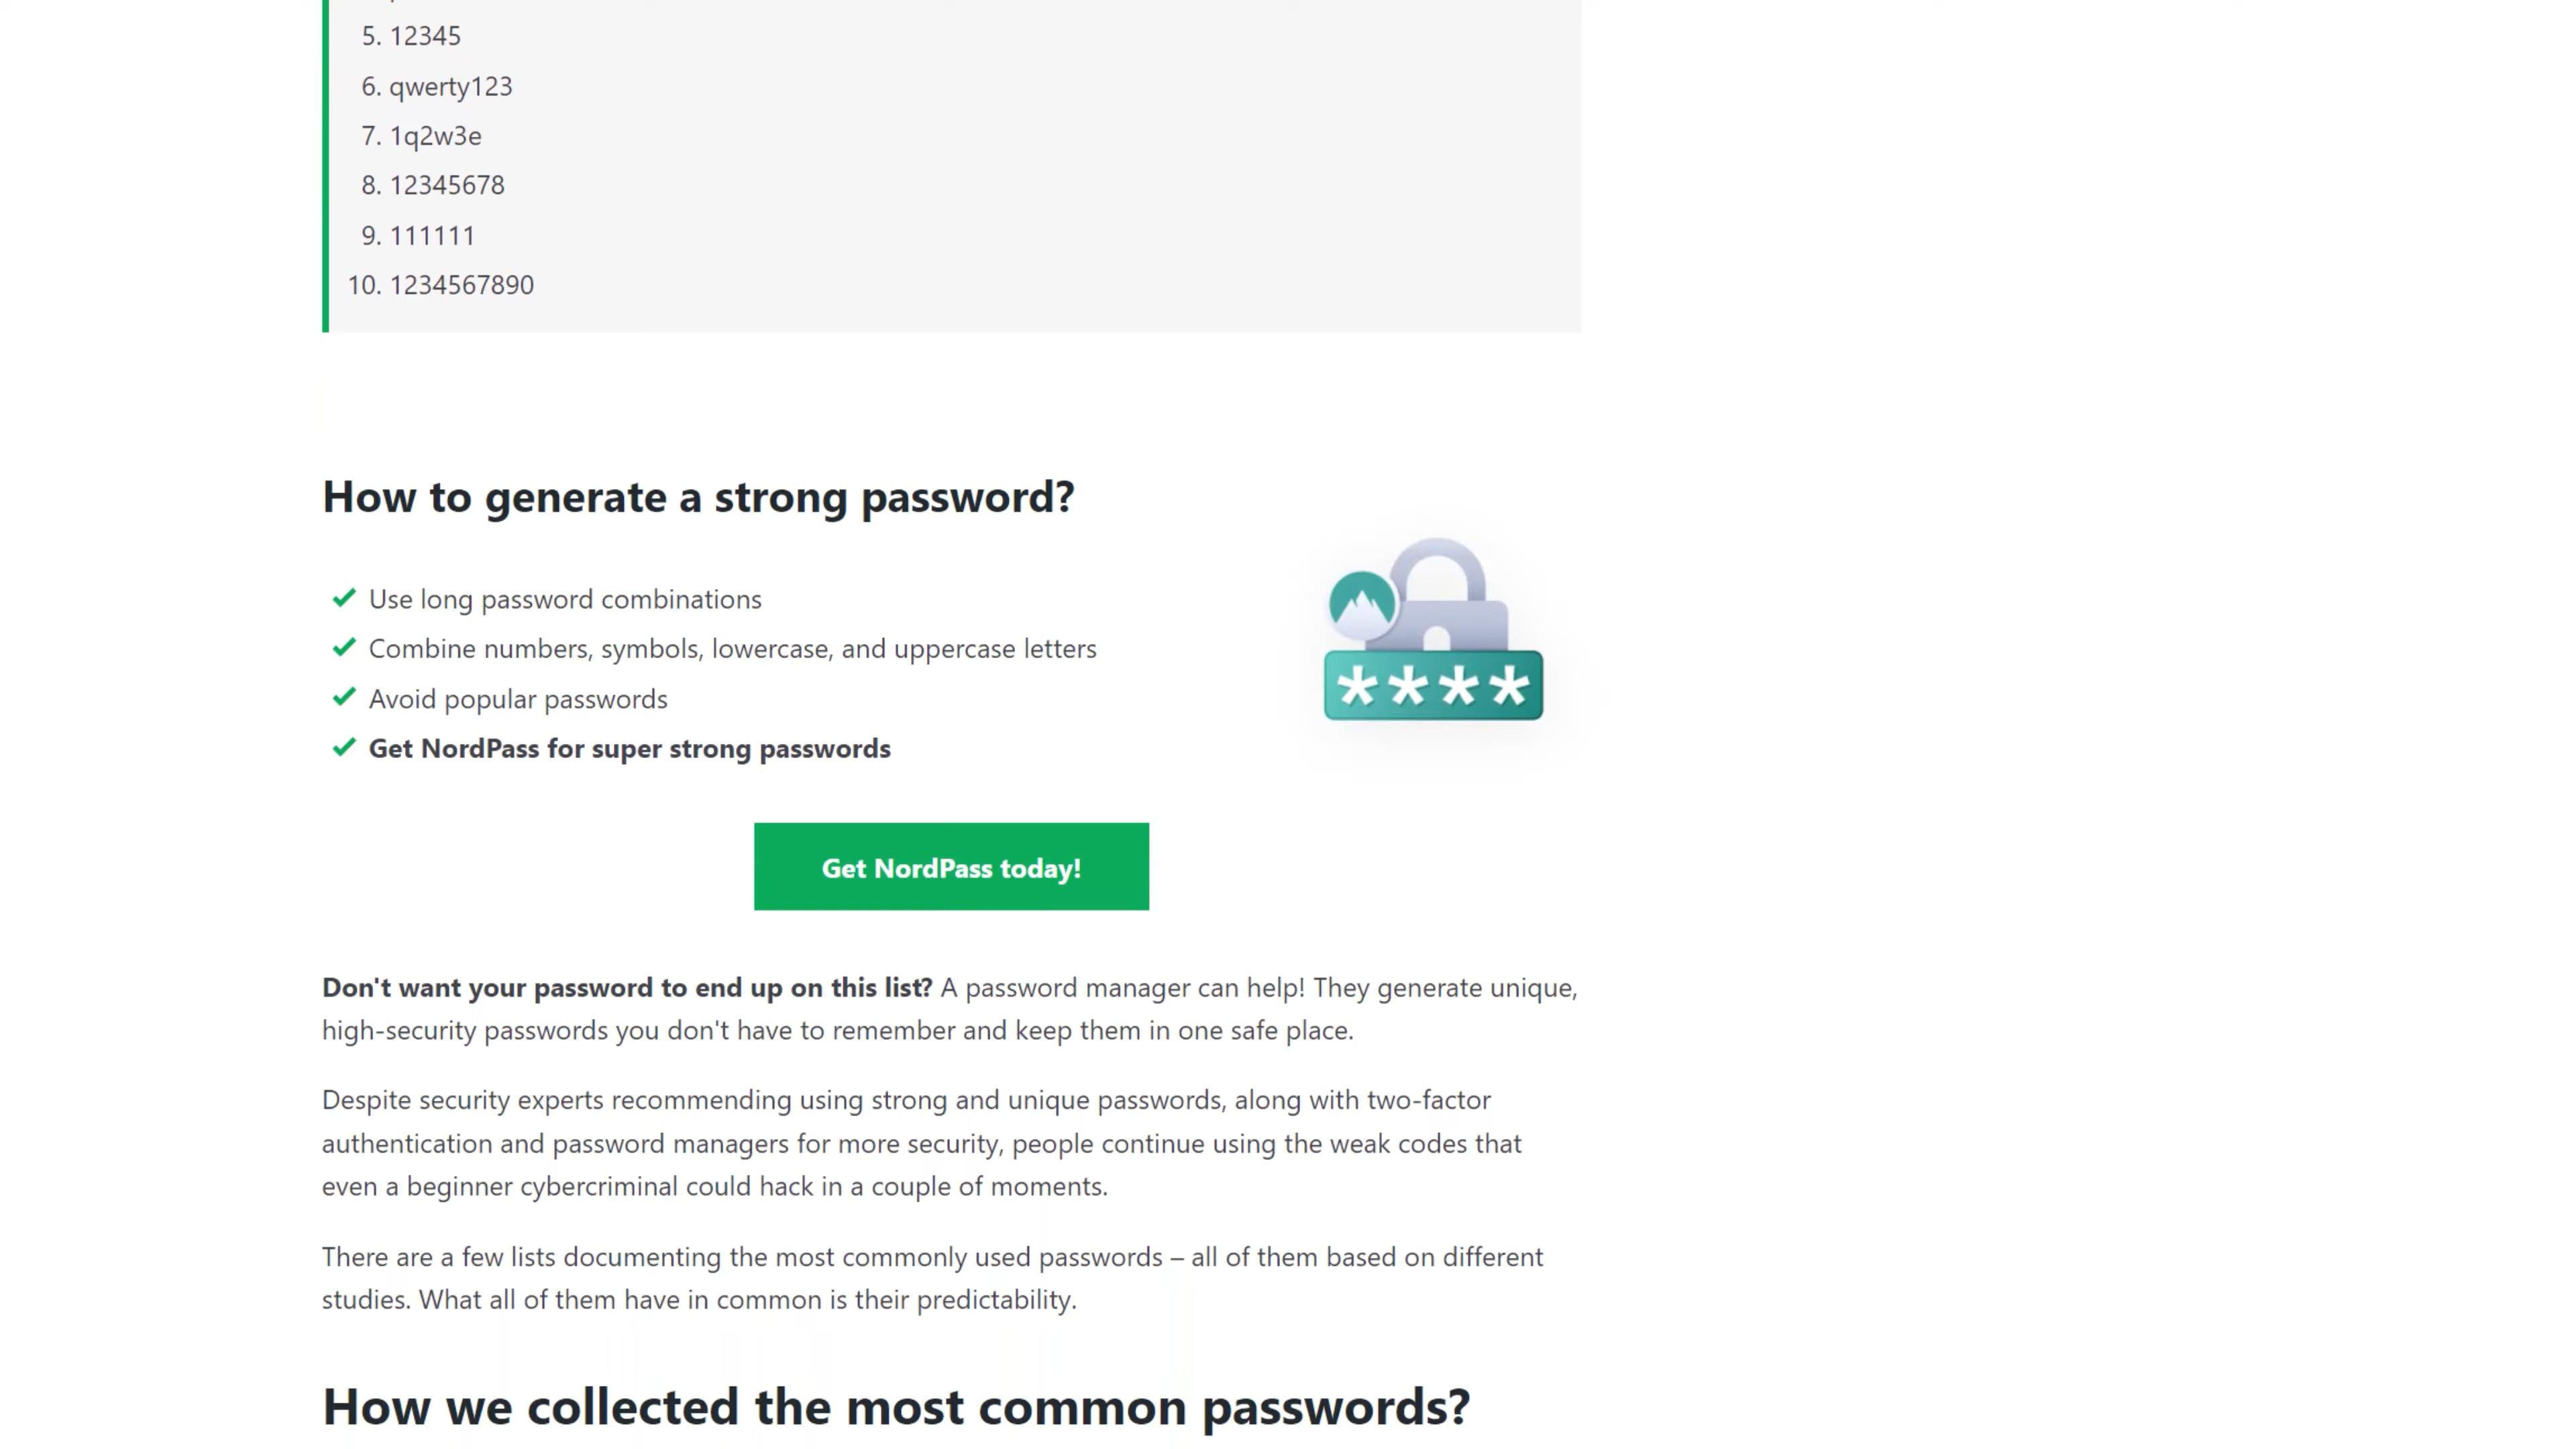 5. 12345
6. qwerty123
7. 1q2w3e
8. 12345678
9. 111111
10. 1234567890
How to generate a strong password?
Use long password combinations
Combine numbers, symbols, lowercase, and uppercase letters
Avoid popular passwords
Get NordPass for super strong passwords
****
Get NordPass today!
Don't want your password to end up on this list? A password manager can help! They generate unique,
high-security passwords you don't have to remember and keep them in one safe place.
Despite security experts recommending using strong and unique passwords, along with two-factor
authentication and password managers for more security, people continue using the weak codes that
even a beginner cybercriminal could hack in a couple of moments.
There are a few lists documenting the most commonly used passwords – all of them based on different
studies. What all of them have in common is their predictability.
How we collected the most common passwords?